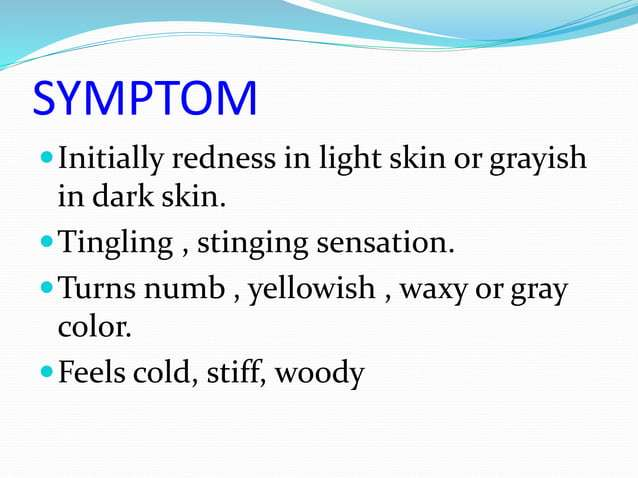 SYMPTOM
Initially redness in light skin or grayish
in dark skin.
Tingling , stinging sensation.
Turns numb , yellowish , waxy or gray
color.
Feels cold, stiff, woody